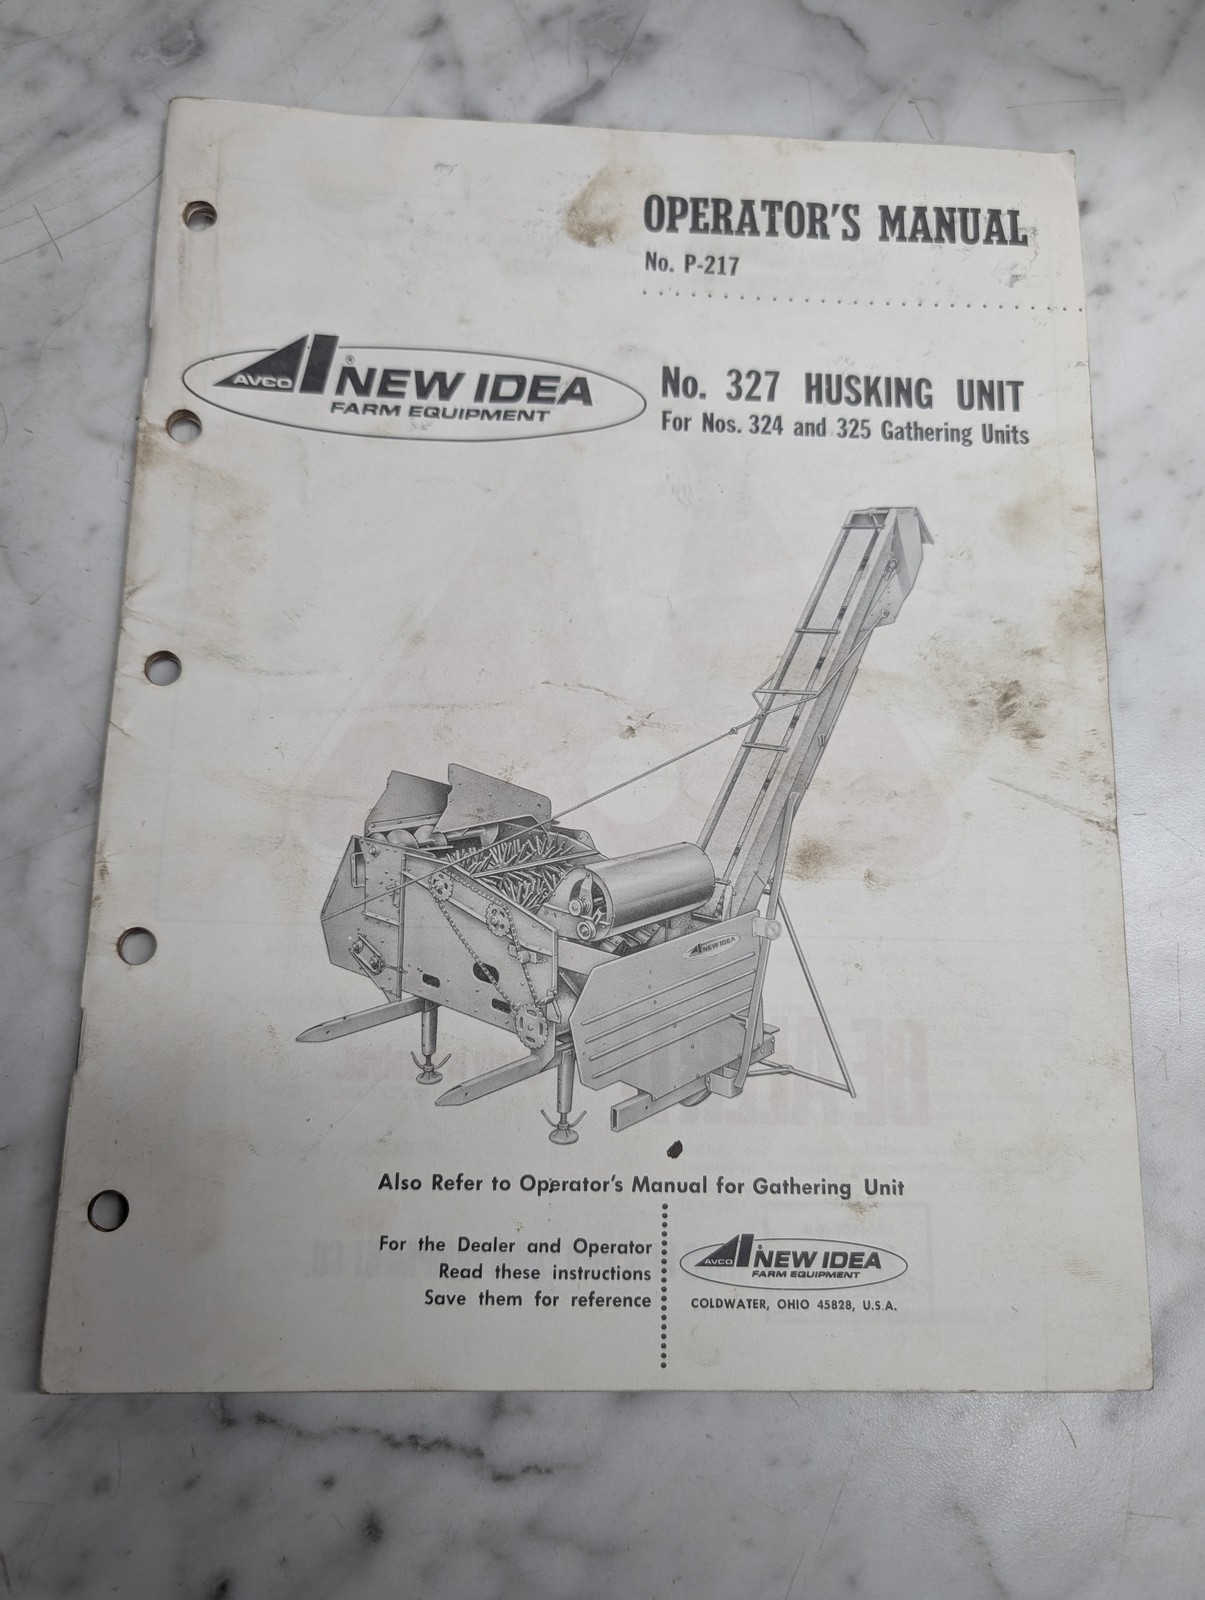 OPERATOR'S MANUAL
No. P-217
AVCO NEW IDEA ®
FARM EQUIPMENT
No. 327 HUSKING UNIT
For Nos. 324 and 325 Gathering Units
NEW IDEA
Also Refer to Operator's Manual for Gathering Unit
For the Dealer and Operator
Read these instructions
Save them for reference
AVCO NEW IDEA
FARM EQUIPMENT
COLDWATER, OHIO 45828, U.S.A.